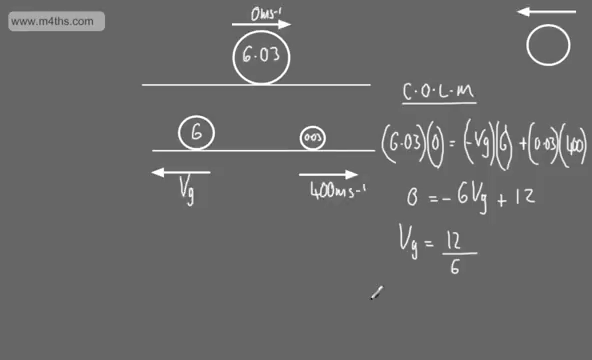 www.m4ths.com
0ms⁻¹
6.03
C.O.L.M
6
0.03
(6.03)(0) = (-Vg)(6) + (0.03)(400)
Vg
400ms⁻¹
0 = -6Vg + 12
Vg = 12/6